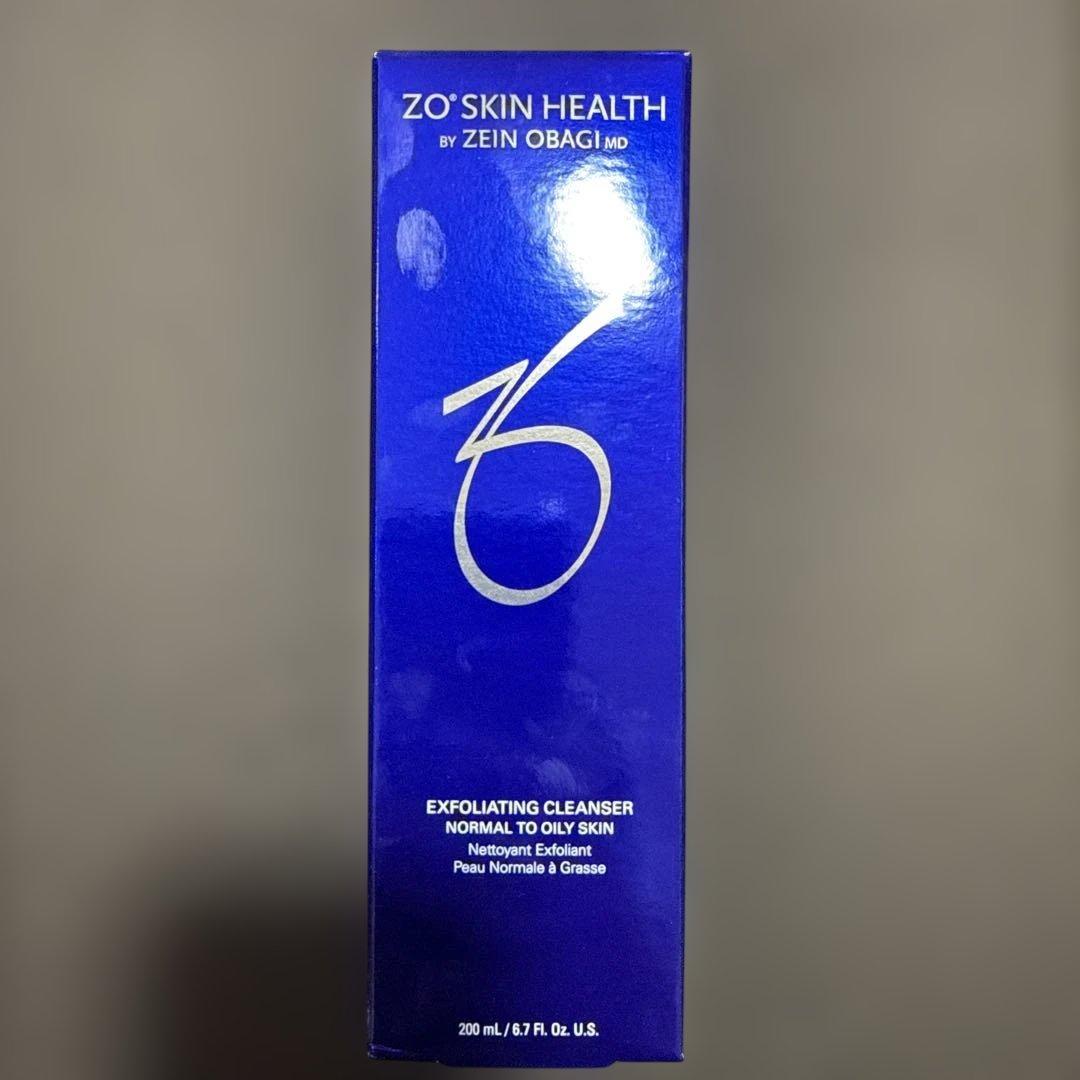 ZO® SKIN HEALTH
BY ZEIN OBAGI MD
EXFOLIATING CLEANSER
NORMAL TO OILY SKIN
Nettoyant Exfoliant
Peau Normale à Grasse
200 mL / 6.7 Fl. Oz. U.S.